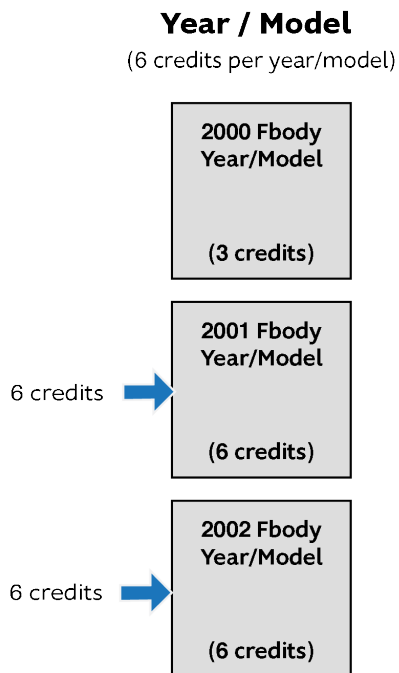 Year / Model
(6 credits per year/model)
2000 Fbody
Year/Model
(3 credits)
2001 Fbody
Year/Model
6 credits
(6 credits)
2002 Fbody
Year/Model
6 credits
(6 credits)